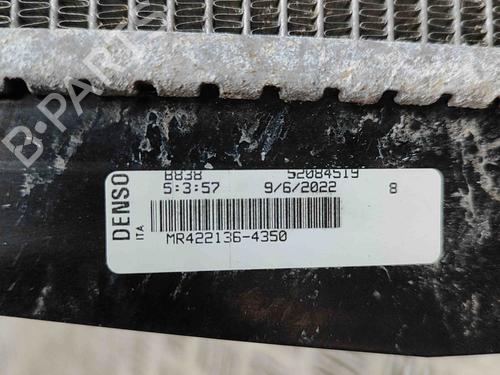 B-PARTS
DENSO
ITA
B838 52084519
5:3:57 9/6/2022 8
MR422136-4350